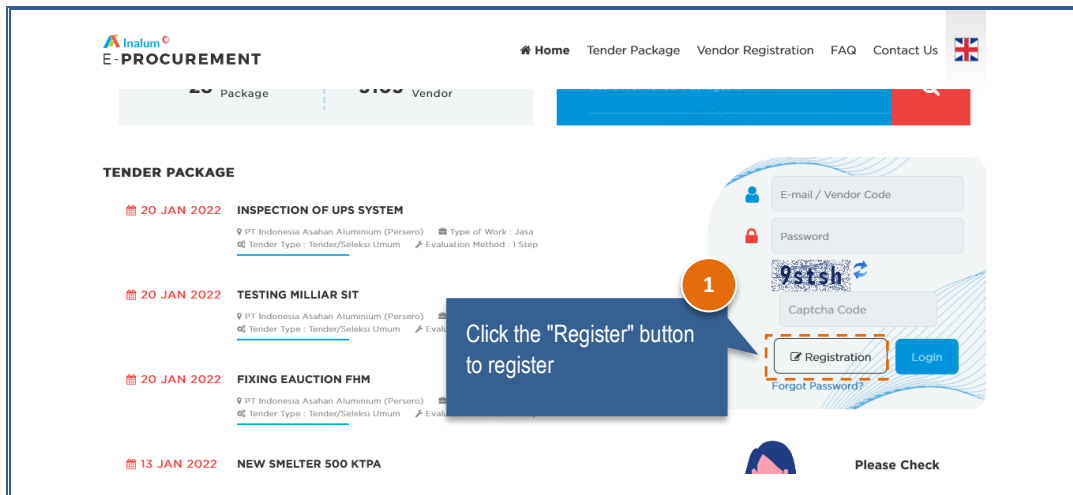 Inalum
E-PROCUREMENT
Home Tender Package Vendor Registration FAQ Contact Us
Package Vendor
TENDER PACKAGE
20 JAN 2022 INSPECTION OF UPS SYSTEM
PT Indonesia Asahan Aluminium (Persero) Type of Work : Jasa
Tender Type : Tender/Seleksi Umum Evaluation Method : 1 Step
20 JAN 2022 TESTING MILLIAR SIT
PT Indonesia Asahan Aluminium (Persero)
Tender Type : Tender/Seleksi Umum
20 JAN 2022 FIXING EAUCTION FHM
PT Indonesia Asahan Aluminium (Persero)
Tender Type : Tender/Seleksi Umum
13 JAN 2022 NEW SMELTER 500 KTPA
E-mail / Vendor Code
Password
9stsh
Captcha Code
Registration Login
Forgot Password?
1
Click the "Register" button
to register
Please Check